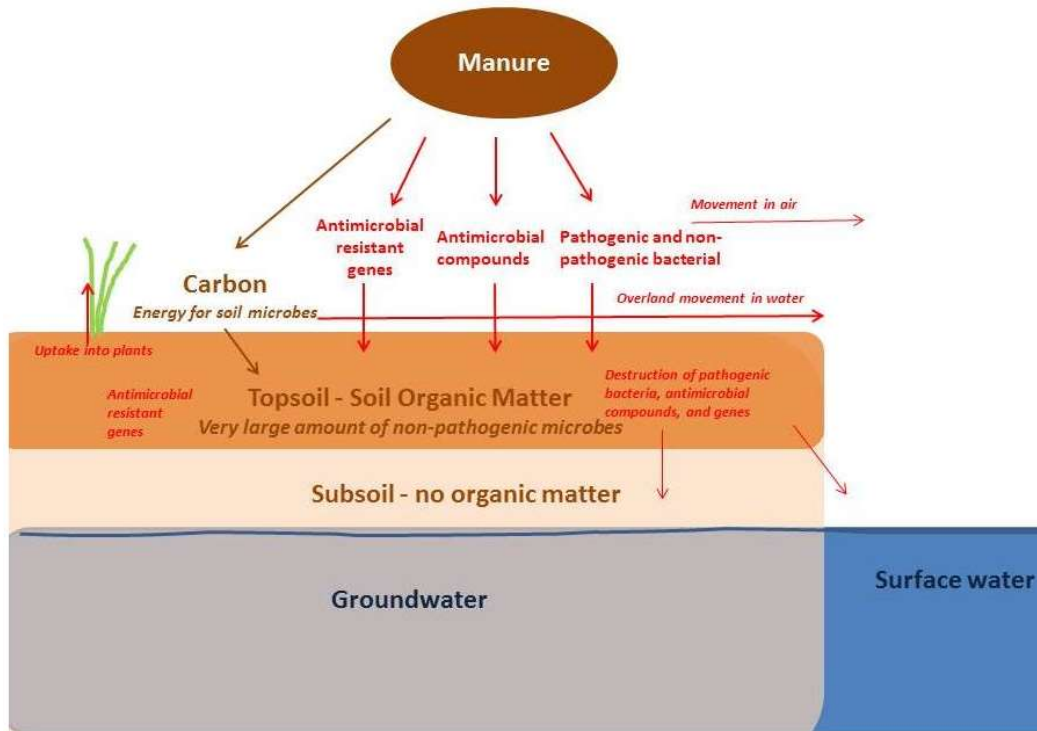 Manure
Movement in air
Antimicrobial
resistant
genes
Antimicrobial
compounds
Pathogenic and non-
pathogenic bacterial
Carbon
Energy for soil microbes
Overland movement in water
Uptake into plants
Antimicrobial
resistant
genes
Topsoil - Soil Organic Matter
Very large amount of non-pathogenic microbes
Destruction of pathogenic
bacteria, antimicrobial
compounds, and genes
Subsoil - no organic matter
Groundwater
Surface water